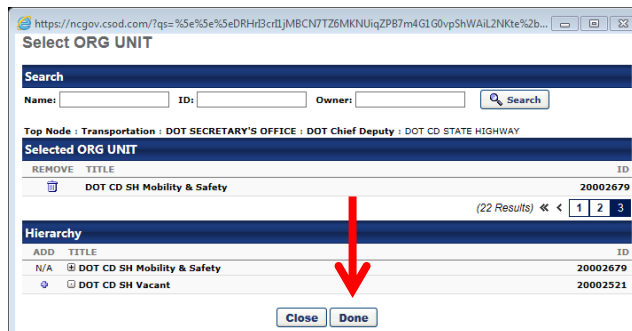 https://ncgov.csod.com/?qs=%5e%5e%5eDRHrI3crI1jMBCN7TZ6MKNUiqZPB7m4G1G0vpShWAiL2NKte%2b...
Select ORG UNIT
Search
Name: ID: Owner: Search
Top Node : Transportation : DOT SECRETARY'S OFFICE : DOT Chief Deputy : DOT CD STATE HIGHWAY
Selected ORG UNIT
REMOVE TITLE ID
DOT CD SH Mobility & Safety 20002679
(22 Results) « < 1 2 3
Hierarchy
ADD TITLE ID
N/A DOT CD SH Mobility & Safety 20002679
DOT CD SH Vacant 20002521
Close Done